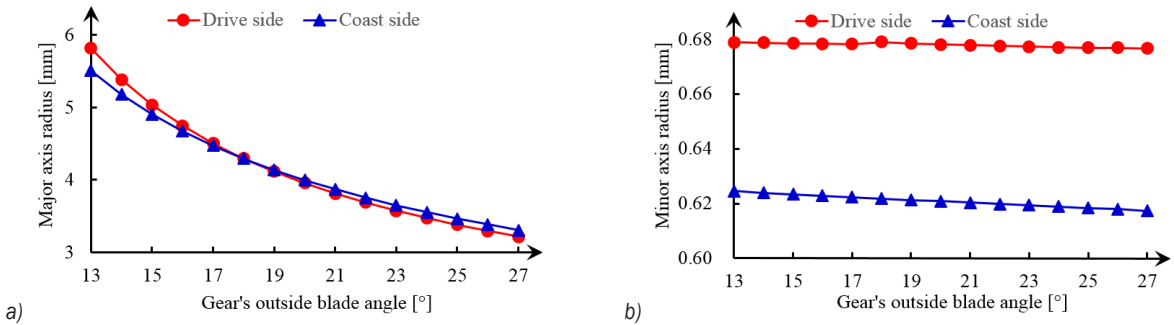 Drive side Coast side
6
5
4
3
Major axis radius [mm]
13 15 17 19 21 23 25 27
Gear's outside blade angle [°]
a)
Drive side Coast side
0.68
0.66
0.64
0.62
0.60
Minor axis radius [mm]
13 15 17 19 21 23 25 27
Gear's outside blade angle [°]
b)